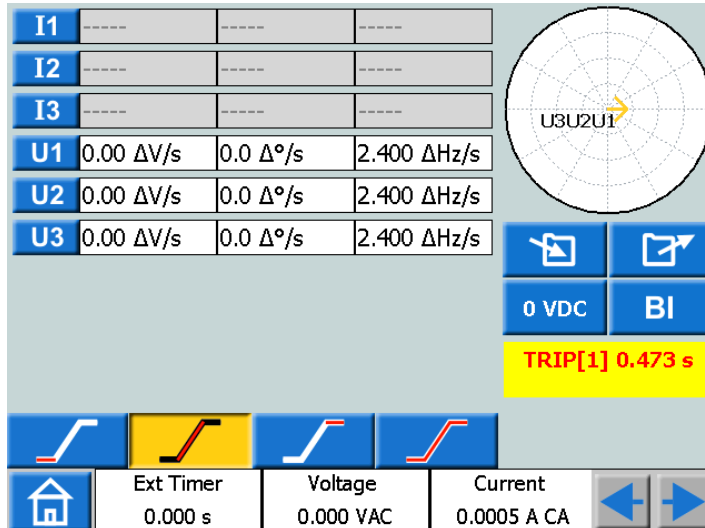 I1 ----- ----- -----
I2 ----- ----- -----
I3 ----- ----- -----
U1 0.00 ΔV/s 0.0 Δ°/s 2.400 ΔHz/s
U2 0.00 ΔV/s 0.0 Δ°/s 2.400 ΔHz/s
U3 0.00 ΔV/s 0.0 Δ°/s 2.400 ΔHz/s
U3U2U1
0 VDC BI
TRIP[1] 0.473 s
Ext Timer Voltage Current
0.000 s 0.000 VAC 0.0005 A CA